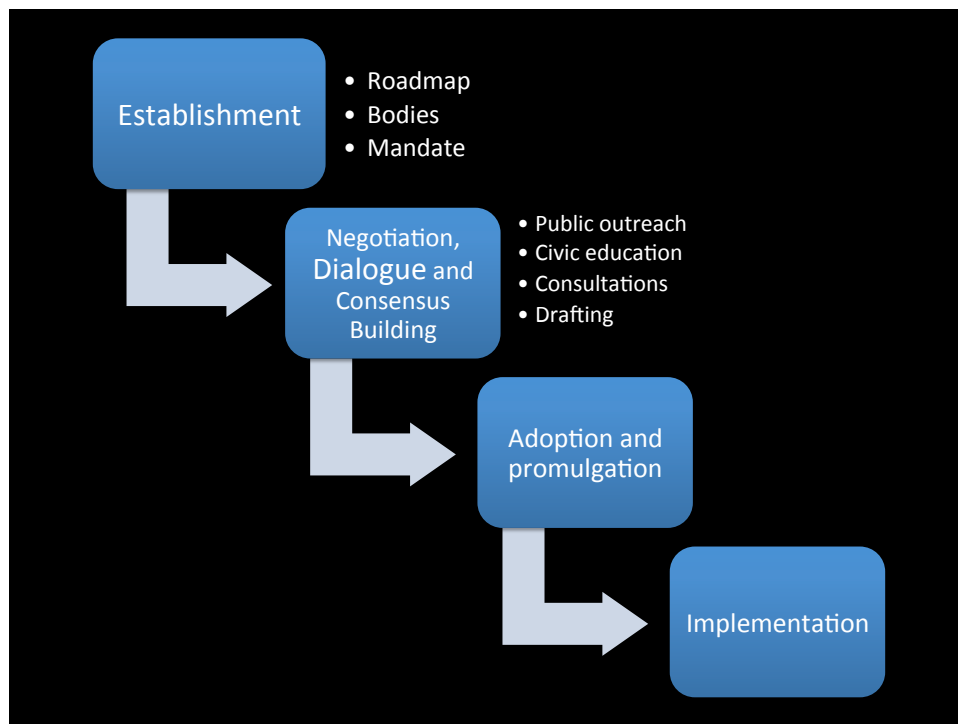 Establishment
• Roadmap
• Bodies
• Mandate
Negotiation,
Dialogue and
Consensus
Building
• Public outreach
• Civic education
• Consultations
• Drafting
Adoption and
promulgation
Implementation